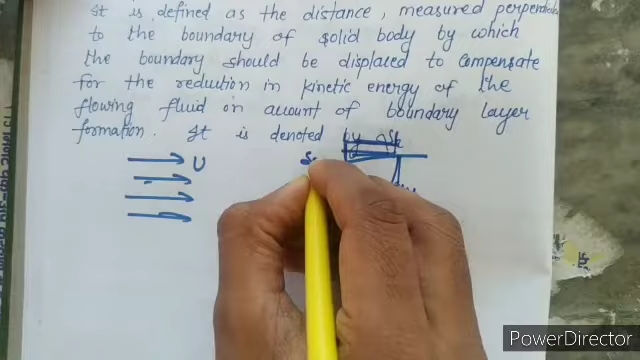 It is defined as the distance, measured perpendic
to the boundary of solid body by which
the boundary should be displaced to compensate
for the reduction in kinetic energy of the
flowing fluid on account of boundary layer
formation. It is denoted by
U
PowerDirector